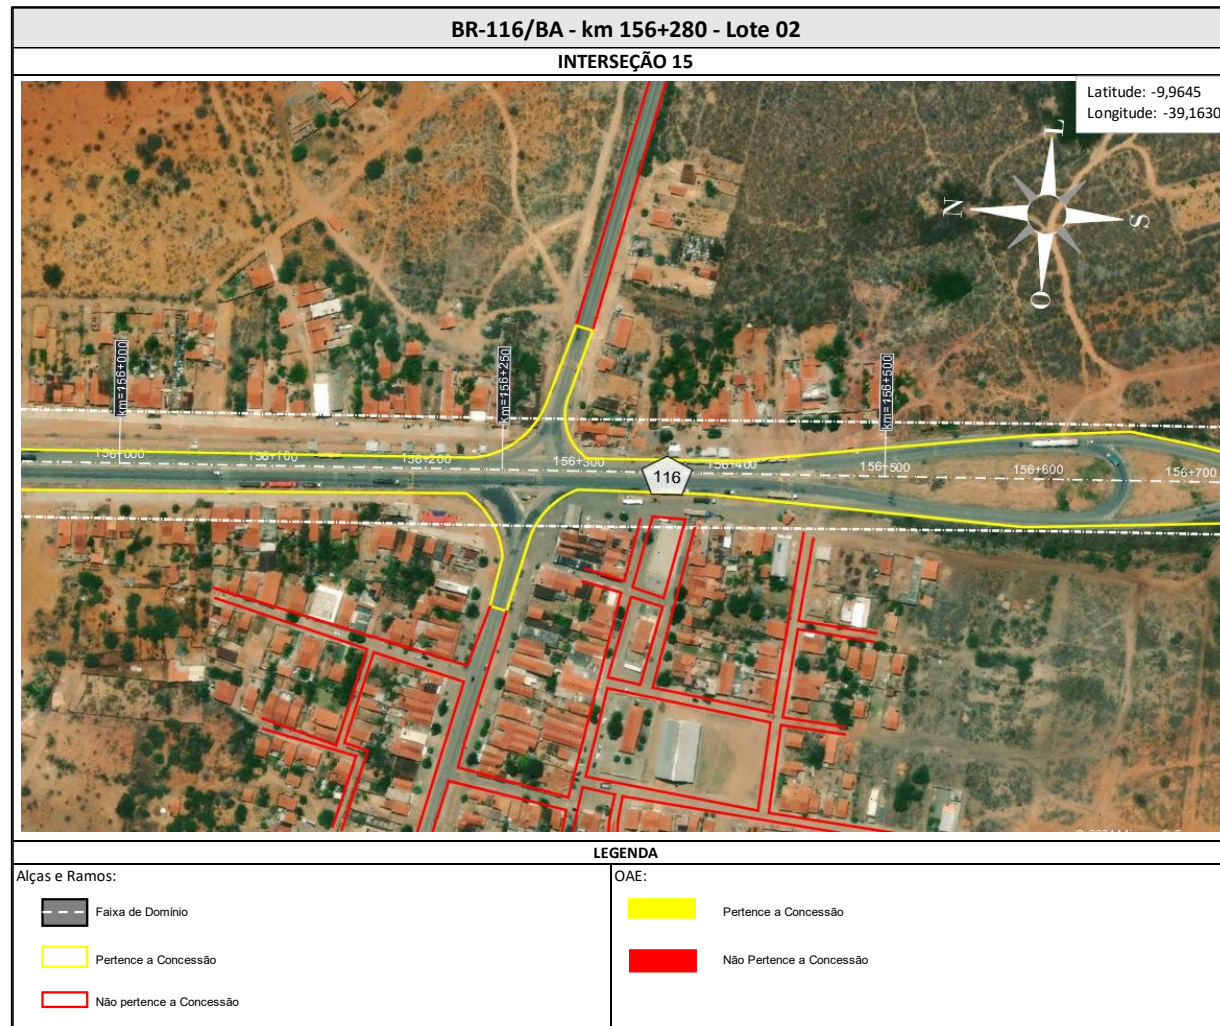 BR-116/BA - km 156+280 - Lote 02
INTERSEÇÃO 15
Latitude: -9,9645
Longitude: -39,1630
L
N
S
O
km=156+000
km=156+250
km=156+500
156+000
156+100
156+200
156+300
156+400
156+500
156+600
156+700
116
LEGENDA
Alças e Ramos:
Faixa de Domínio
Pertence a Concessão
Não pertence a Concessão
OAE:
Pertence a Concessão
Não Pertence a Concessão